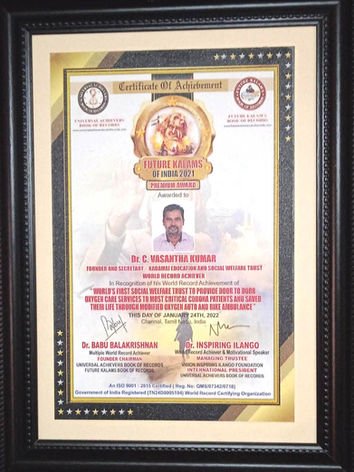 Certificate Of Achievement
UNIVERSAL ACHIEVERS
BOOK OF RECORDS
FUTURE KALAMS
BOOK OF RECORDS
FUTURE KALAMS
OF INDIA 2021
PREMIUM AWARD
Awarded to
Dr. C. VASANTHA KUMAR
FOUNDER AND SECRETARY - KADAMAI EDUCATION AND SOCIAL WELFARE TRUST
WORLD RECORD ACHIEVER
In Recognition of his World Record Achievement of
"WORLD'S FIRST SOCIAL WELFARE TRUST TO PROVIDE DOOR TO DOOR
OXYGEN CARE SERVICES TO MOST CRITICAL CORONA PATIENTS AND SAVED
THEIR LIFE THROUGH MODIFIED OXYGEN AUTO AND BIKE AMBULANCE"
THIS DAY OF JANUARY 24TH, 2022
Chennai, Tamil Nadu, India
Dr. BABU BALAKRISHNAN
Multiple World Record Achiever
FOUNDER CHAIRMAN
UNIVERSAL ACHIEVERS BOOK OF RECORDS
FUTURE KALAMS BOOK OF RECORDS
Dr. INSPIRING ILANGO
World Record Achiever & Motivational Speaker
MANAGING TRUSTEE
VISION INSPIRING ILANGO FOUNDATION
INTERNATIONAL PRESIDENT
UNIVERSAL ACHIEVERS BOOK OF RECORDS
An ISO 9001 - 2015 Certified ( Reg. No: QMS/07342/0718)
Government of India Registered (TN24D0005104) World Record Certifying Organization